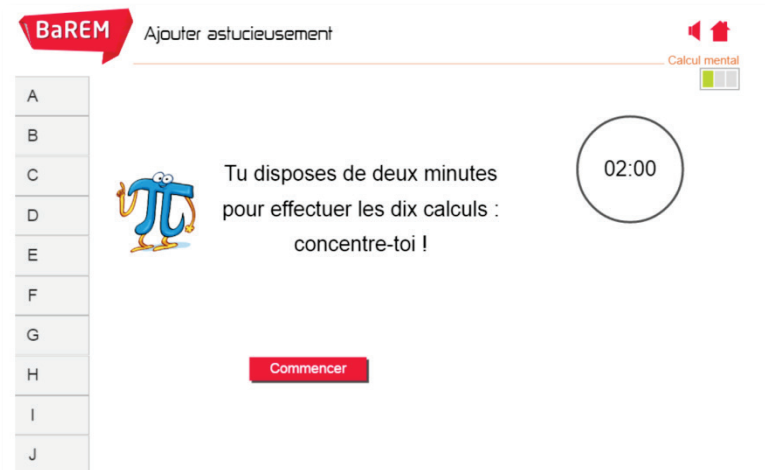 BaREM
Ajouter astucieusement
Calcul mental
A
B
C
D
E
F
G
H
I
J
Tu disposes de deux minutes
pour effectuer les dix calculs :
concentre-toi !
02:00
Commencer